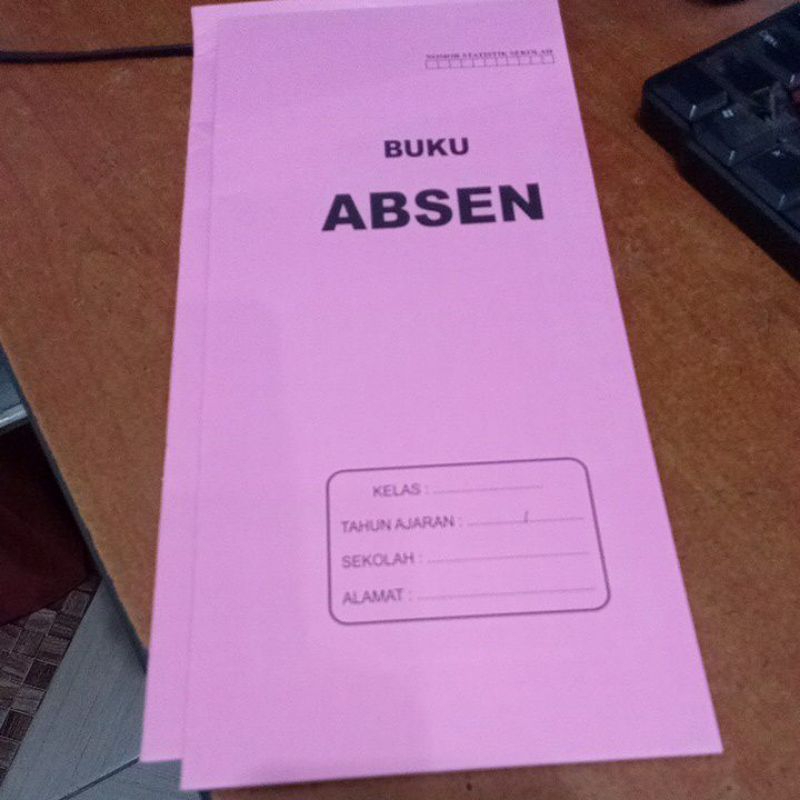 NOMOR STATISTIK SEKOLAH
BUKU
ABSEN
KELAS : ........................
TAHUN AJARAN : ............/............
SEKOLAH : ....................................
ALAMAT : ........................................